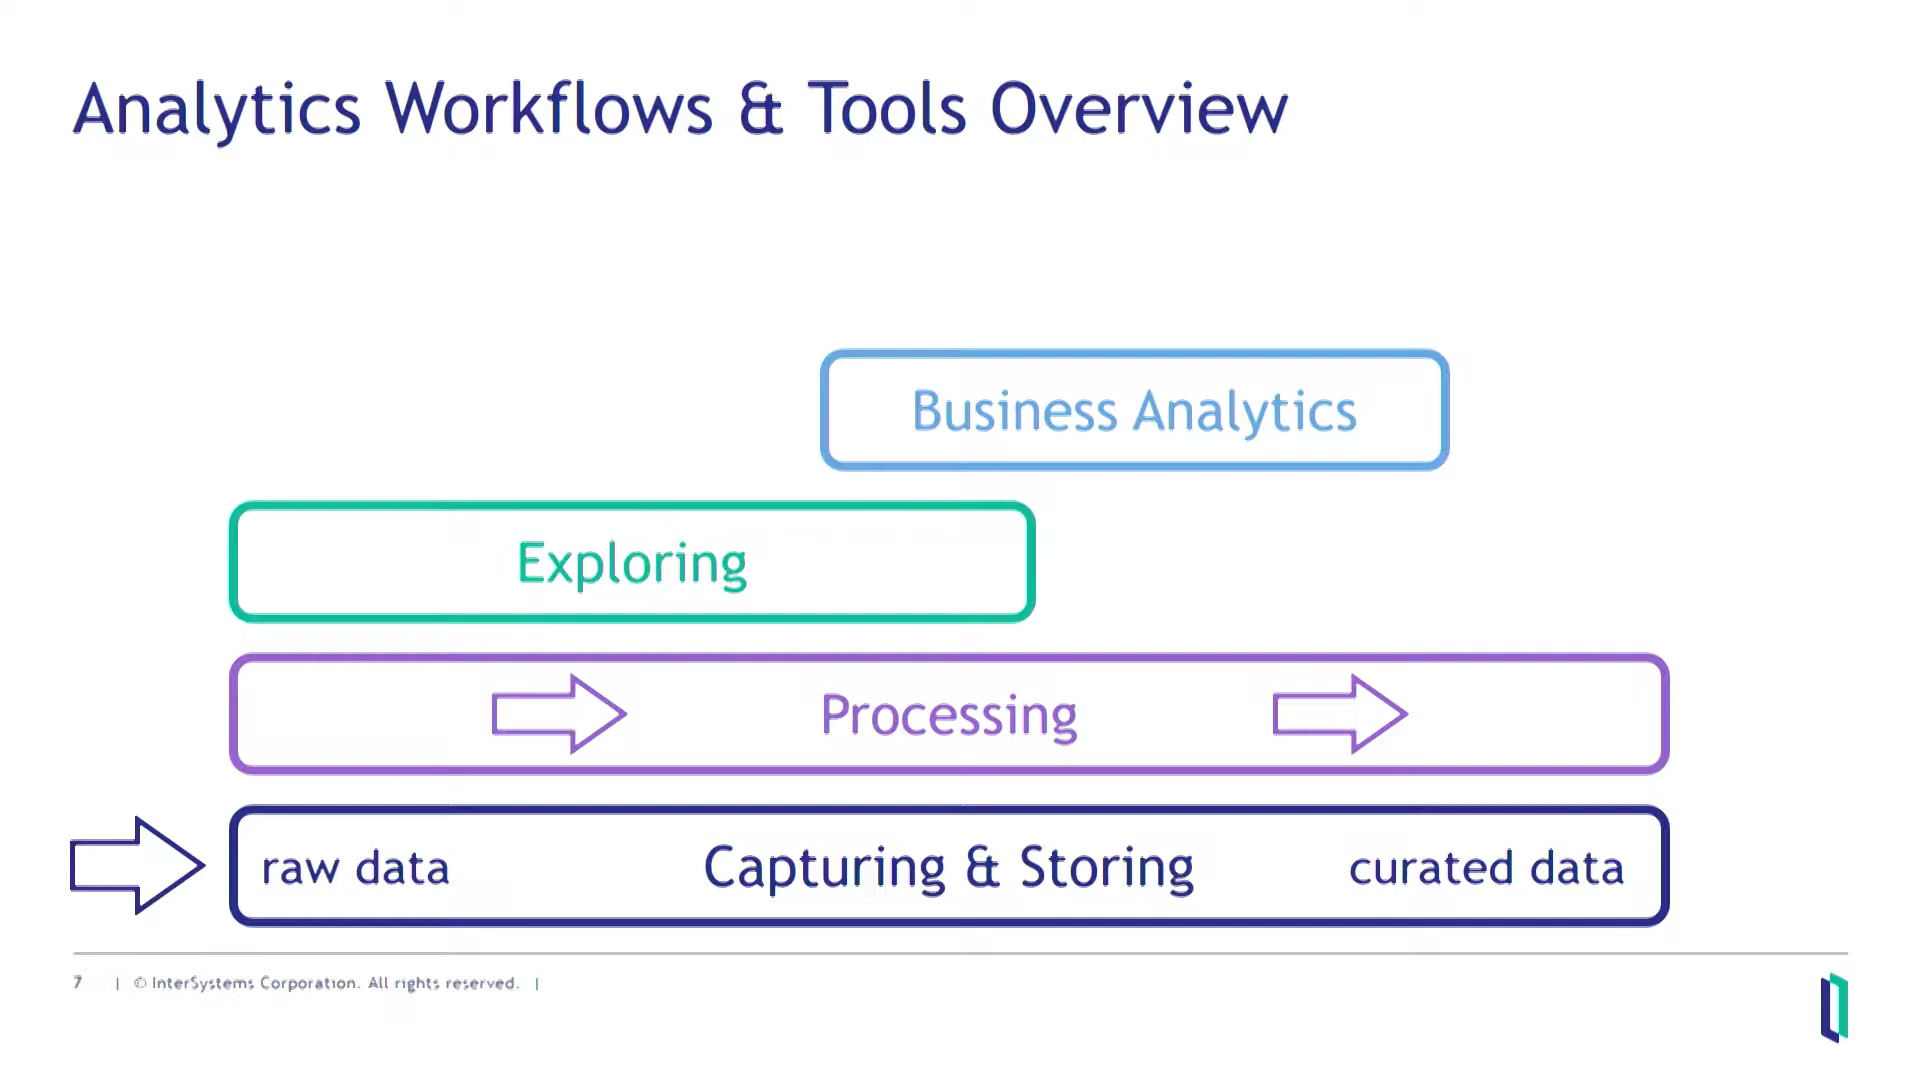 Analytics Workflows & Tools Overview
Business Analytics
Exploring
Processing
raw data Capturing & Storing curated data
7 | © InterSystems Corporation. All rights reserved. |